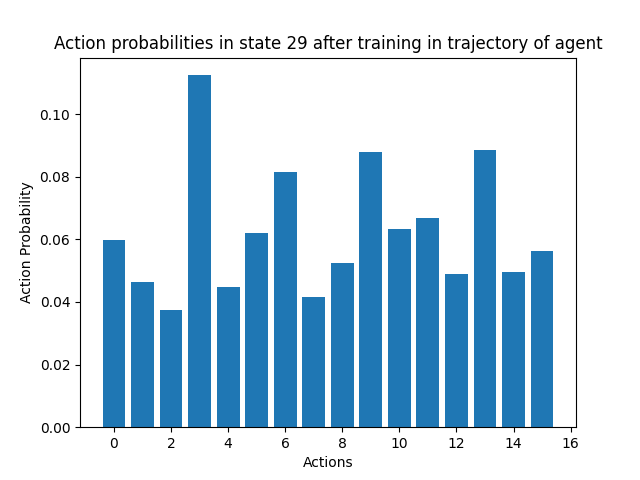 Action probabilities in state 29 after training in trajectory of agent
0.10
0.08
0.06
0.04
0.02
0.00
Action Probability
0 2 4 6 8 10 12 14 16
Actions